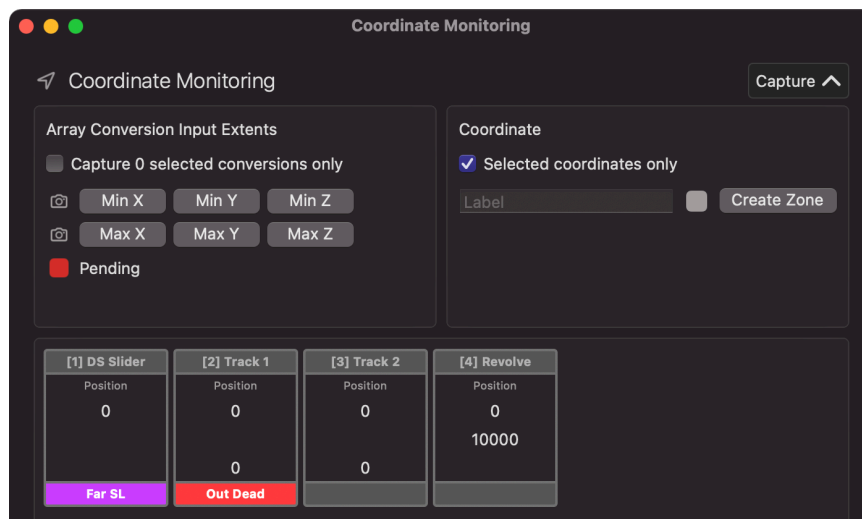 Coordinate Monitoring
Coordinate Monitoring
Capture
Array Conversion Input Extents
Capture 0 selected conversions only
Min X
Min Y
Min Z
Max X
Max Y
Max Z
Pending
Coordinate
Selected coordinates only
Label
Create Zone
[1] DS Slider
Position
0
Far SL
[2] Track 1
Position
0
0
Out Dead
[3] Track 2
Position
0
0
[4] Revolve
Position
0
10000